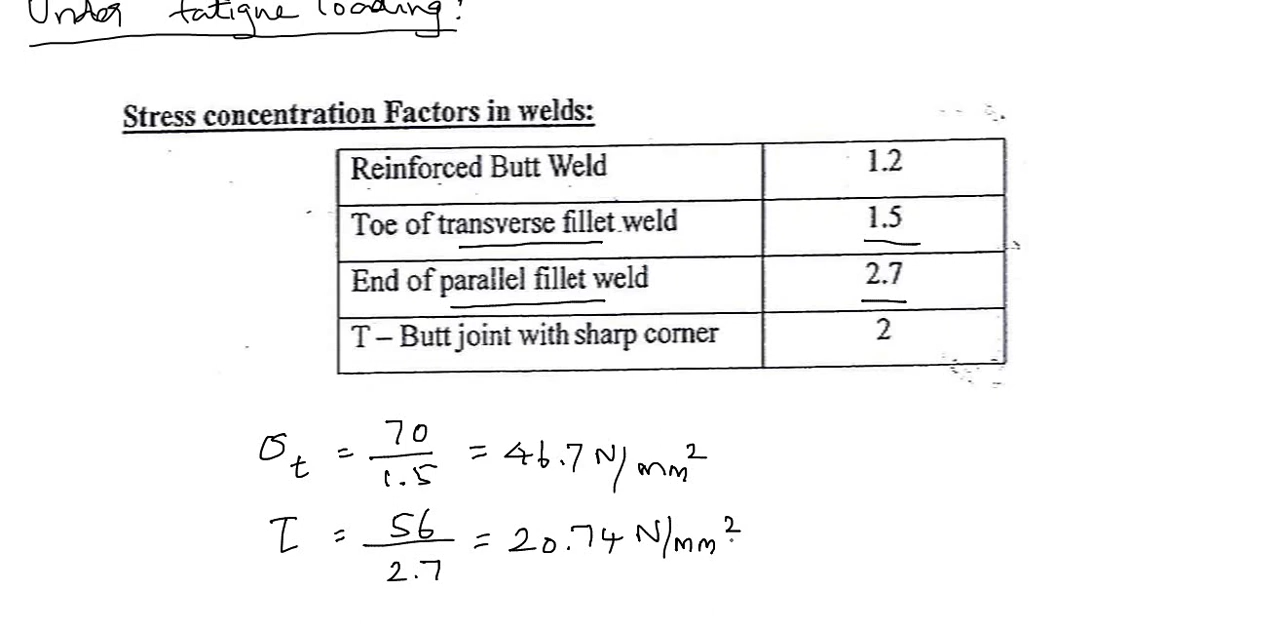 Under fatigue loading:
Stress concentration Factors in welds:
Reinforced Butt Weld 1.2
Toe of transverse fillet weld 1.5
End of parallel fillet weld 2.7
T – Butt joint with sharp corner 2
σt = 70/1.5 = 46.7 N/mm²
τ = 56/2.7 = 20.74 N/mm²